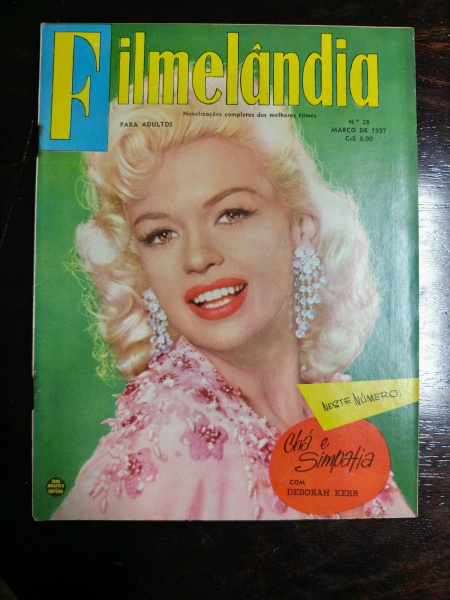 Filmelândia
Novelizações completas dos melhores filmes
PARA ADULTOS
N.º 28
MARÇO DE 1957
Cr$ 8,00
NESTE NÚMERO:
Chá e
Simpatia
COM
DEBORAH KERR